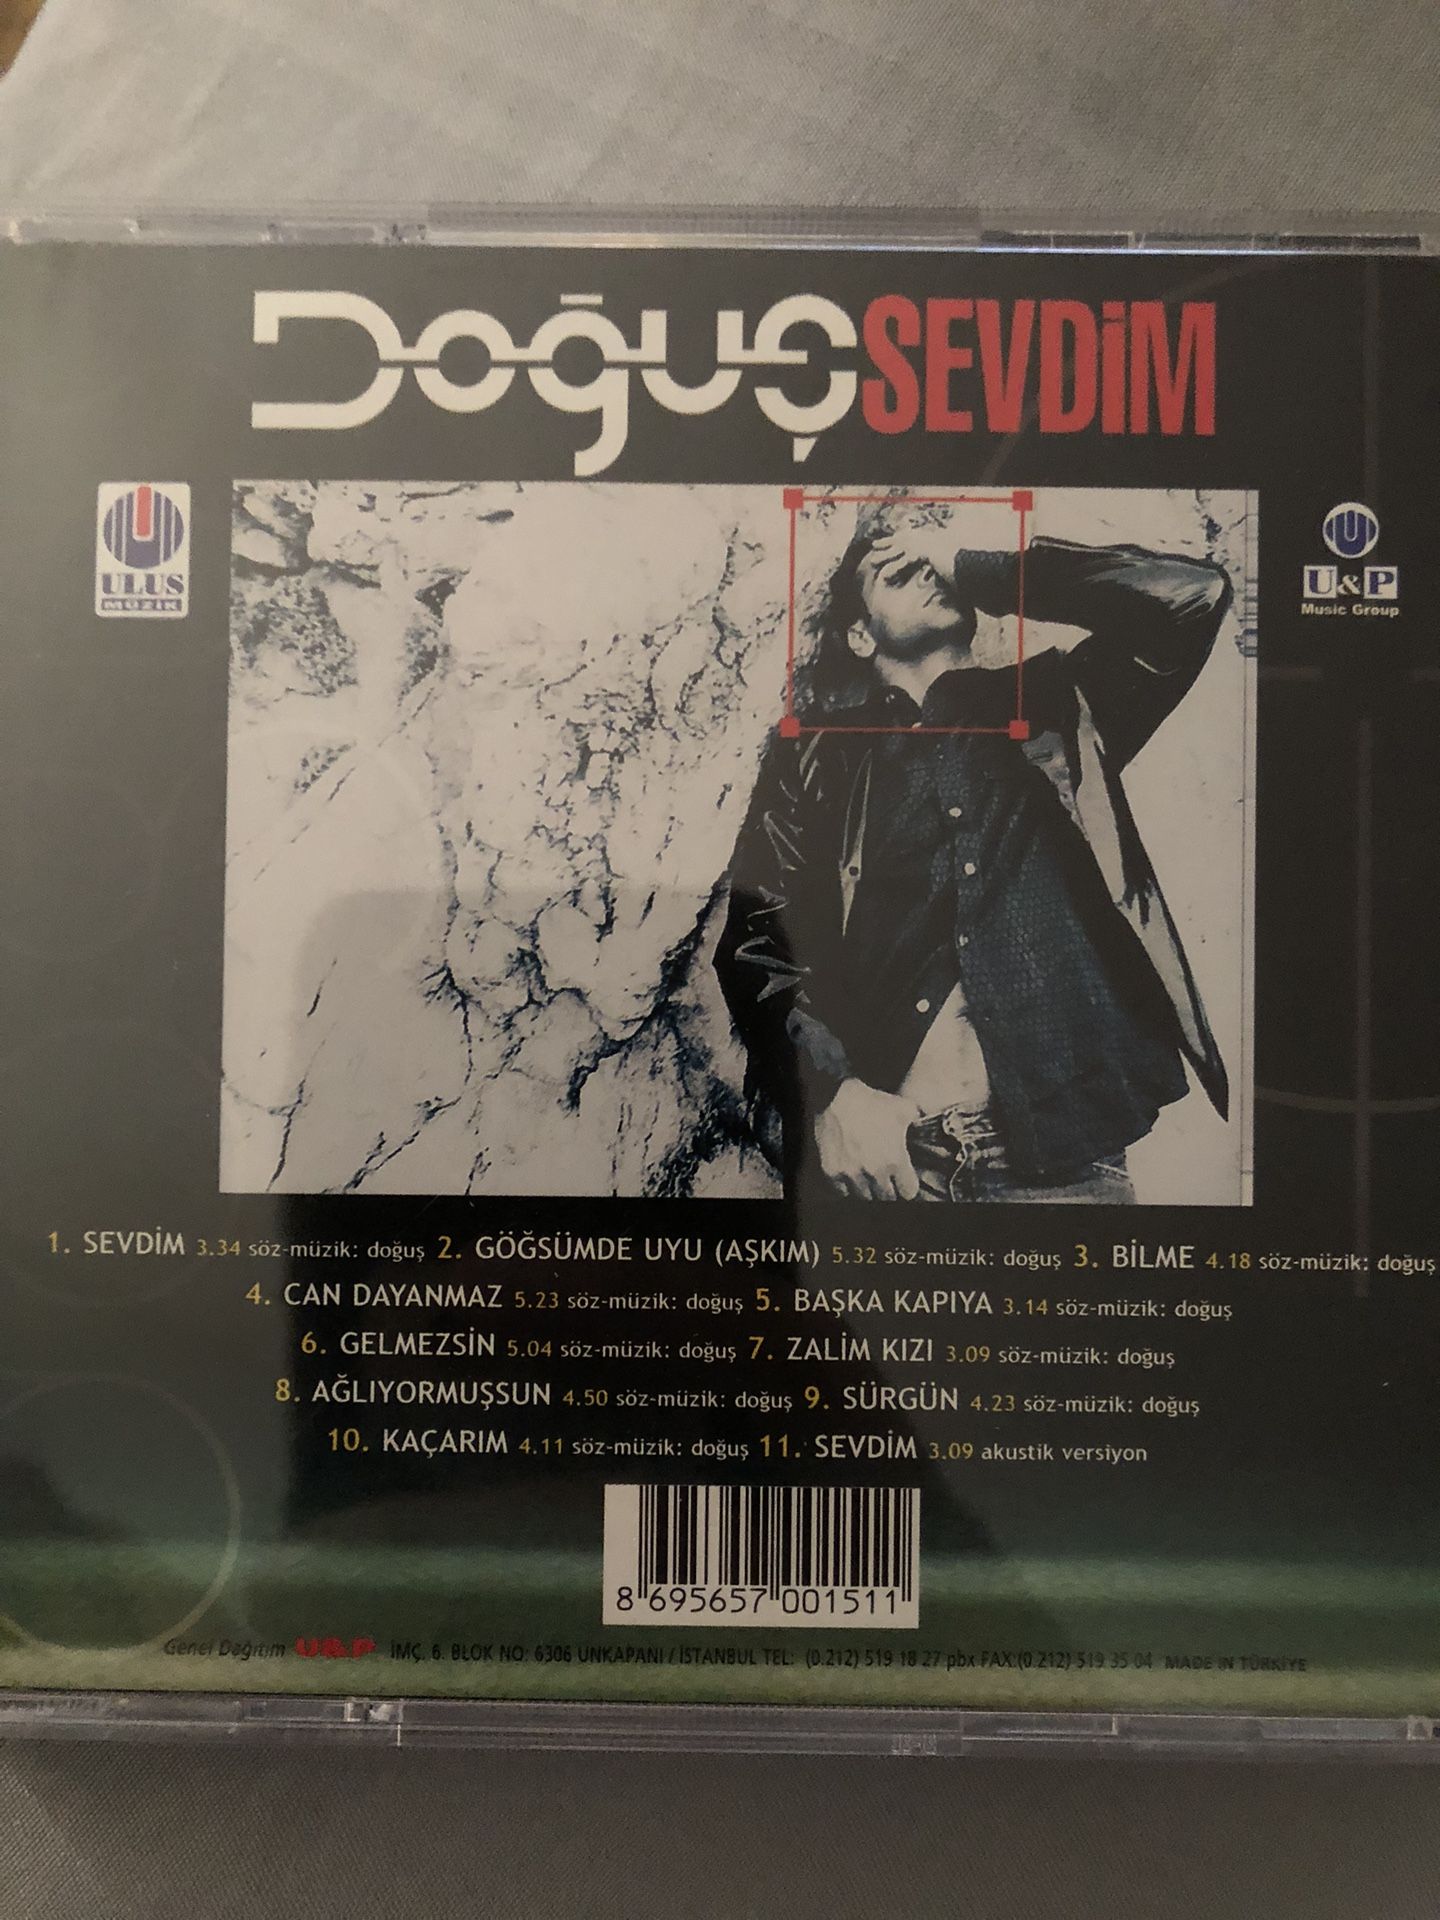 Doğuş SEVDİM
ULUS
MÜZİK
U&P
Music Group
1. SEVDİM 3.34 söz-müzik: doğuş 2. GÖĞSÜMDE UYU (AŞKIM) 5.32 söz-müzik: doğuş 3. BİLME 4.18 söz-müzik: doğuş
4. CAN DAYANMAZ 5.23 söz-müzik: doğuş 5. BAŞKA KAPIYA 3.14 söz-müzik: doğuş
6. GELMEZSİN 5.04 söz-müzik: doğuş 7. ZALİM KIZI 3.09 söz-müzik: doğuş
8. AĞLIYORMUŞSUN 4.50 söz-müzik: doğuş 9. SÜRGÜN 4.23 söz-müzik: doğuş
10. KAÇARIM 4.11 söz-müzik: doğuş 11. SEVDİM 3.09 akustik versiyon
8 695657 001511
Genel Dağıtım U&P İMÇ. 6. BLOK NO: 6306 UNKAPANI / İSTANBUL TEL: (0.212) 519 18 27 pbx FAX:(0.212) 519 35 04 MADE IN TÜRKİYE